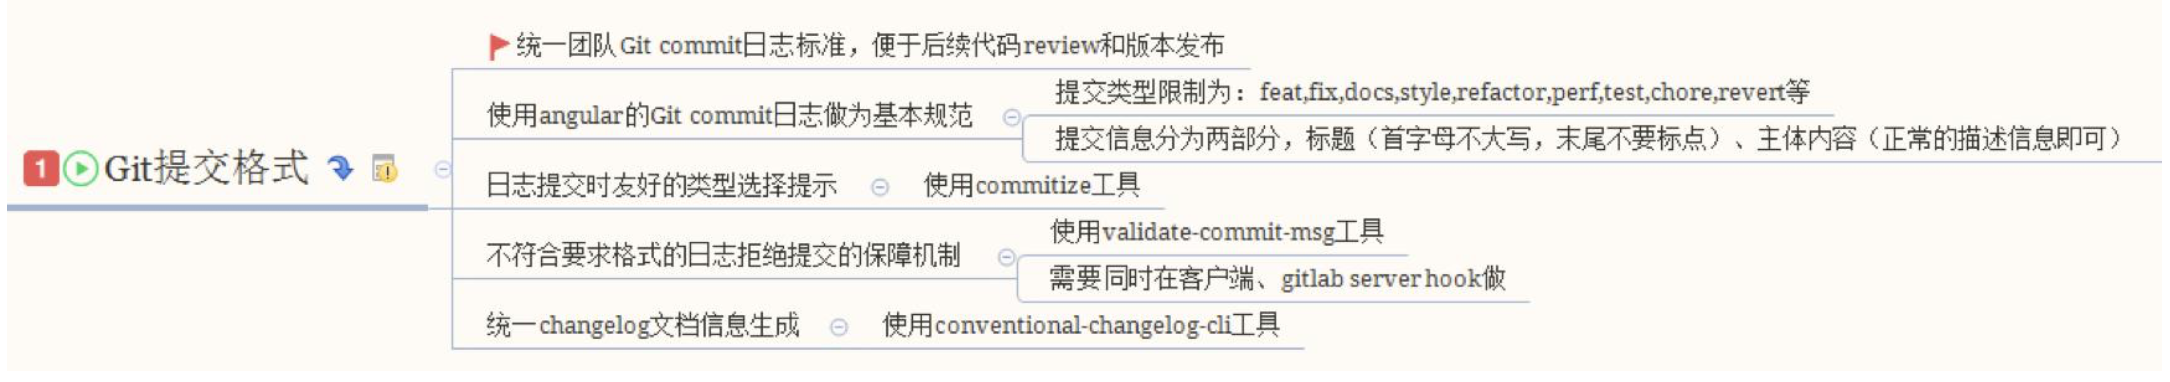 统一团队Git commit日志标准，便于后续代码review和版本发布
提交类型限制为：feat,fix,docs,style,refactor,perf,test,chore,revert等
使用angular的Git commit日志做为基本规范
提交信息分为两部分，标题（首字母不大写，末尾不要标点）、主体内容（正常的描述信息即可）
1 Git提交格式
日志提交时友好的类型选择提示
使用commitize工具
不符合要求格式的日志拒绝提交的保障机制
使用validate-commit-msg工具
需要同时在客户端、gitlab server hook做
统一changelog文档信息生成
使用conventional-changelog-cli工具